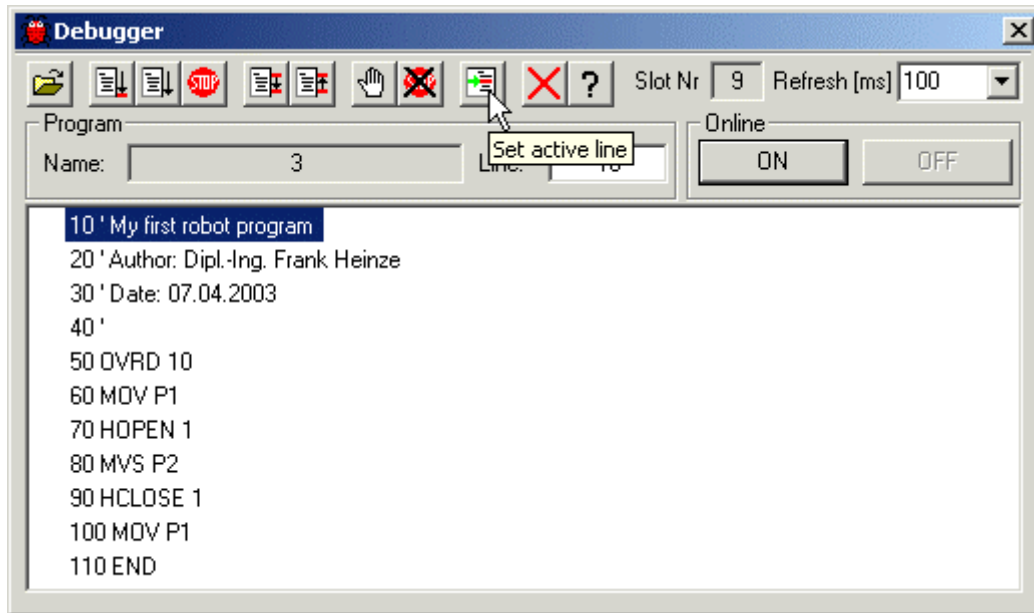 Debugger
STOP
?
Slot Nr 9 Refresh [ms] 100
Program
Online
Set active line
Name: 3
ON OFF
10 ' My first robot program
20 ' Author: Dipl.-Ing. Frank Heinze
30 ' Date: 07.04.2003
40 '
50 OVRD 10
60 MOV P1
70 HOPEN 1
80 MVS P2
90 HCLOSE 1
100 MOV P1
110 END